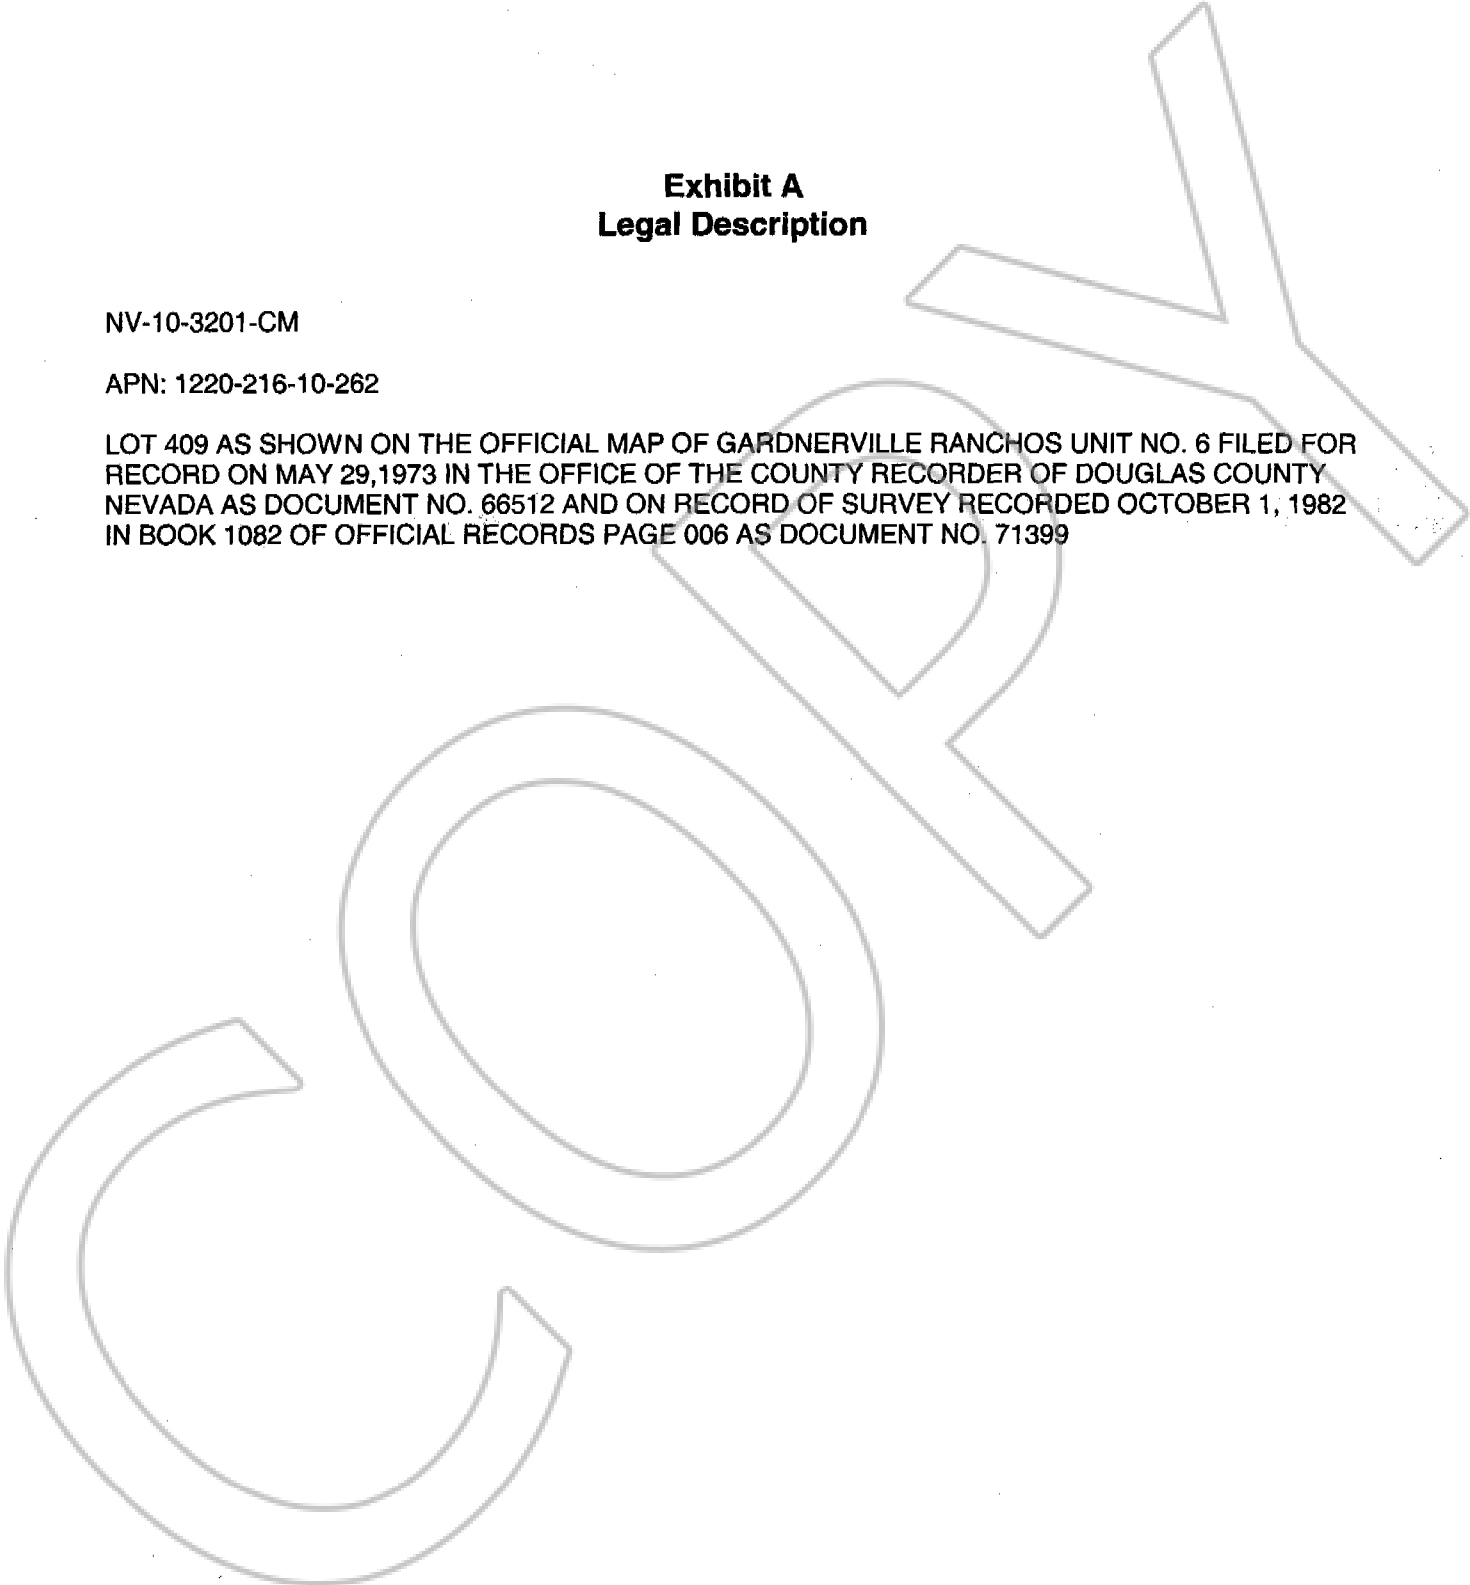 Exhibit A
Legal Description
NV-10-3201-CM
APN: 1220-216-10-262
LOT 409 AS SHOWN ON THE OFFICIAL MAP OF GARDNERVILLE RANCHOS UNIT NO. 6 FILED FOR
RECORD ON MAY 29,1973 IN THE OFFICE OF THE COUNTY RECORDER OF DOUGLAS COUNTY
NEVADA AS DOCUMENT NO. 66512 AND ON RECORD OF SURVEY RECORDED OCTOBER 1, 1982
IN BOOK 1082 OF OFFICIAL RECORDS PAGE 006 AS DOCUMENT NO. 71399
COPY